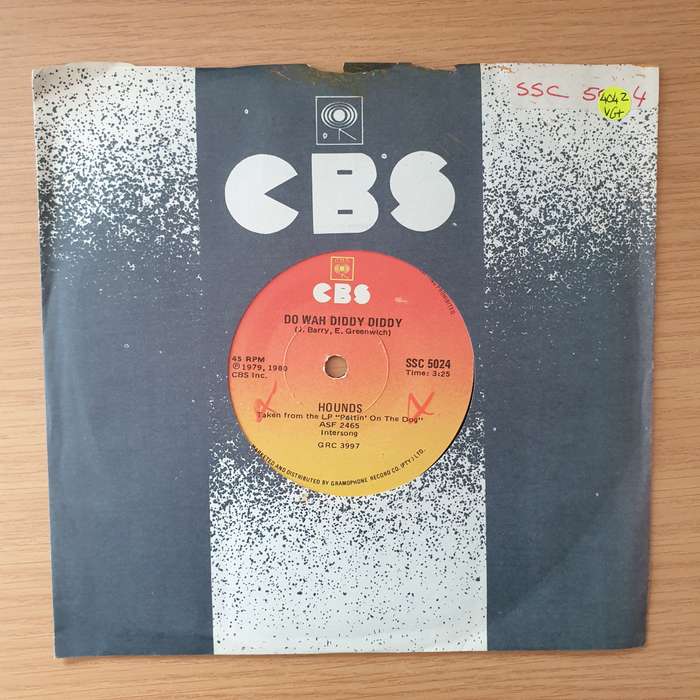 SSC 5024
4042
VG+
CBS
CBS
DO WAH DIDDY DIDDY
(J. Barry, E. Greenwich)
45 RPM
℗ 1979, 1980
CBS Inc.
SSC 5024
Time: 3:25
HOUNDS
Taken from the LP "Pattin' On The Dog"
ASF 2465
Intersong
GRC 3997
AND DISTRIBUTED BY GRAMOPHONE RECORD CO. (PTY.) LTD.